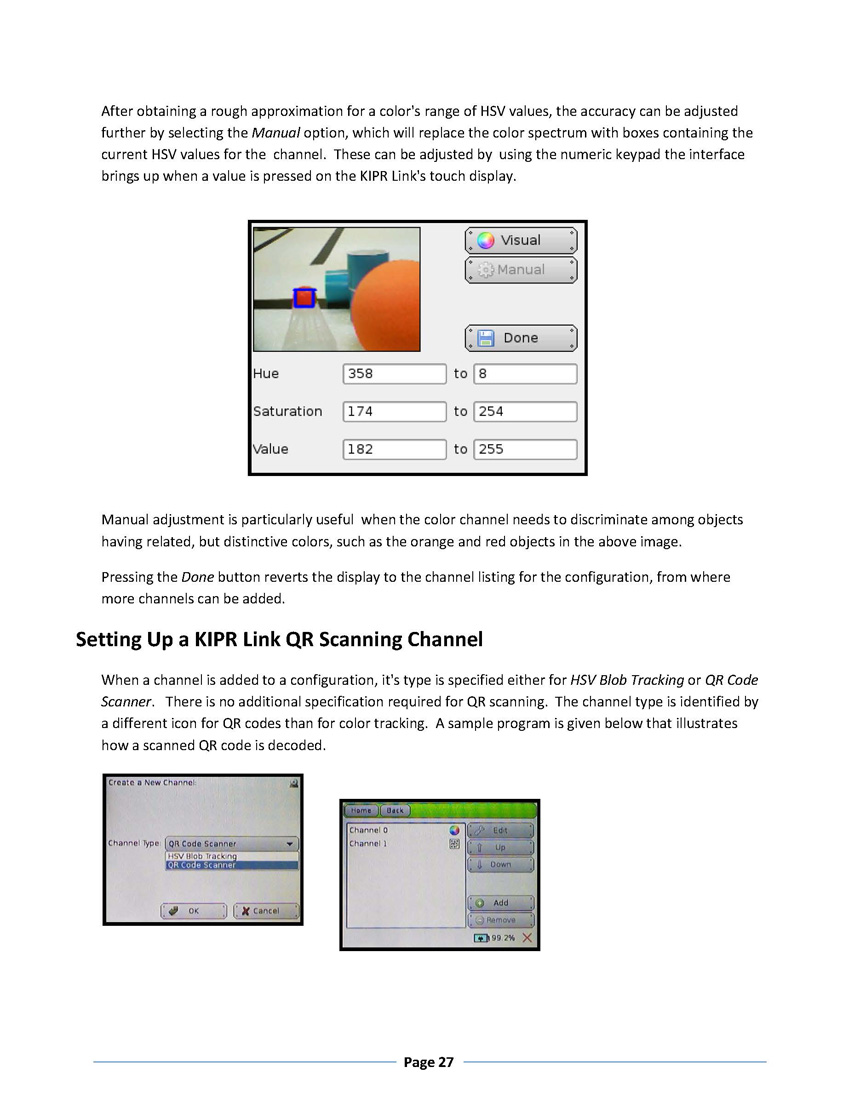 After obtaining a rough approximation for a color's range of HSV values, the accuracy can be adjusted
further by selecting the Manual option, which will replace the color spectrum with boxes containing the
current HSV values for the  channel.  These can be adjusted by  using the numeric keypad the interface
brings up when a value is pressed on the KIPR Link's touch display.
Visual
Manual
Done
Hue 358 to 8
Saturation 174 to 254
Value 182 to 255
Manual adjustment is particularly useful  when the color channel needs to discriminate among objects
having related, but distinctive colors, such as the orange and red objects in the above image.
Pressing the Done button reverts the display to the channel listing for the configuration, from where
more channels can be added.
Setting Up a KIPR Link QR Scanning Channel
When a channel is added to a configuration, it's type is specified either for HSV Blob Tracking or QR Code
Scanner.   There is no additional specification required for QR scanning.  The channel type is identified by
a different icon for QR codes than for color tracking.  A sample program is given below that illustrates
how a scanned QR code is decoded.
Create a New Channel:
Channel Type: QR Code Scanner
HSV Blob Tracking
QR Code Scanner
OK Cancel
Home Back
Channel 0
Channel 1
Edit
Up
Down
Add
Remove
99.2%
Page 27